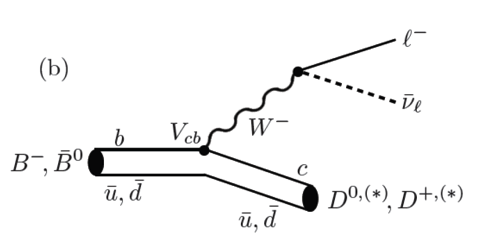 ℓ⁻
(b)
ν̄_ℓ
b V_cb W⁻
B⁻, B̄⁰
c
ū, d̄
D^{0,(*)}, D^{+,(*)}
ū, d̄